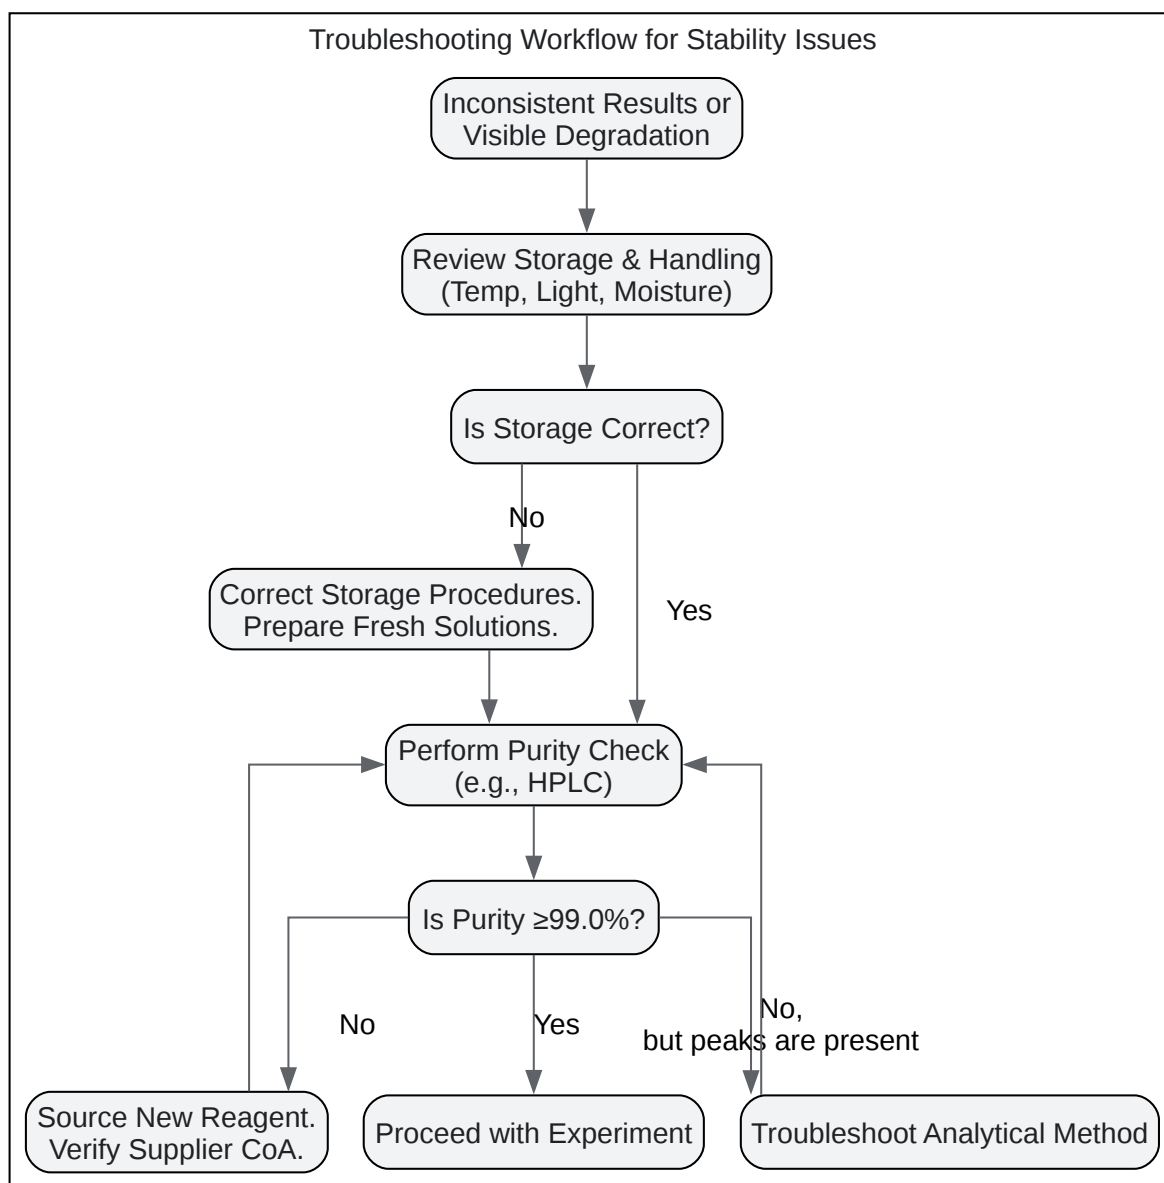 Troubleshooting Workflow for Stability Issues
Inconsistent Results or
Visible Degradation
Review Storage & Handling
(Temp, Light, Moisture)
Is Storage Correct?
No
Correct Storage Procedures.
Prepare Fresh Solutions.
Yes
Perform Purity Check
(e.g., HPLC)
Is Purity ≥99.0%?
No
Yes
No,
but peaks are present
Source New Reagent.
Verify Supplier CoA.
Proceed with Experiment
Troubleshoot Analytical Method